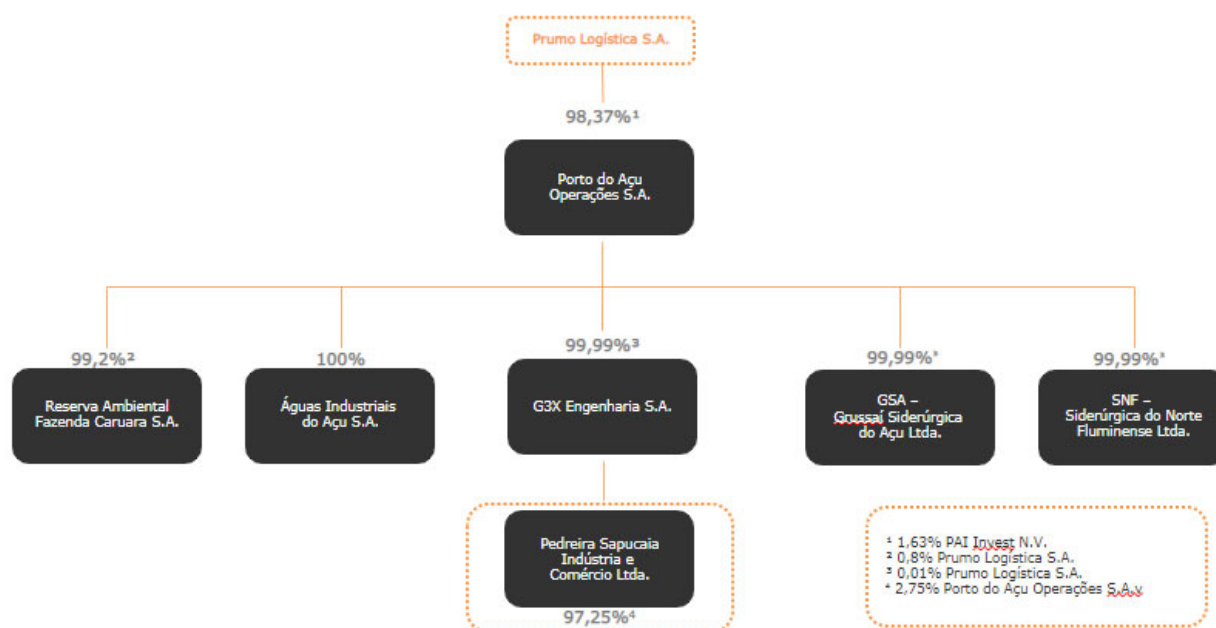 Prumo Logística S.A.
98,37%¹
Porto do Açu
Operações S.A.
99,2%²
100%
99,99%³
99,99%³
99,99%³
Reserva Ambiental
Fazenda Caruara S.A.
Águas Industriais
do Açu S.A.
G3X Engenharia S.A.
GSA –
Grussaí Siderúrgica
do Açu Ltda.
SNF –
Siderúrgica do Norte
Fluminense Ltda.
Pedreira Sapucaia
Indústria e
Comércio Ltda.
97,25%⁴
¹ 1,63% PAI Invest N.V.
² 0,8% Prumo Logística S.A.
³ 0,01% Prumo Logística S.A.
⁴ 2,75% Porto do Açu Operações S.A.v